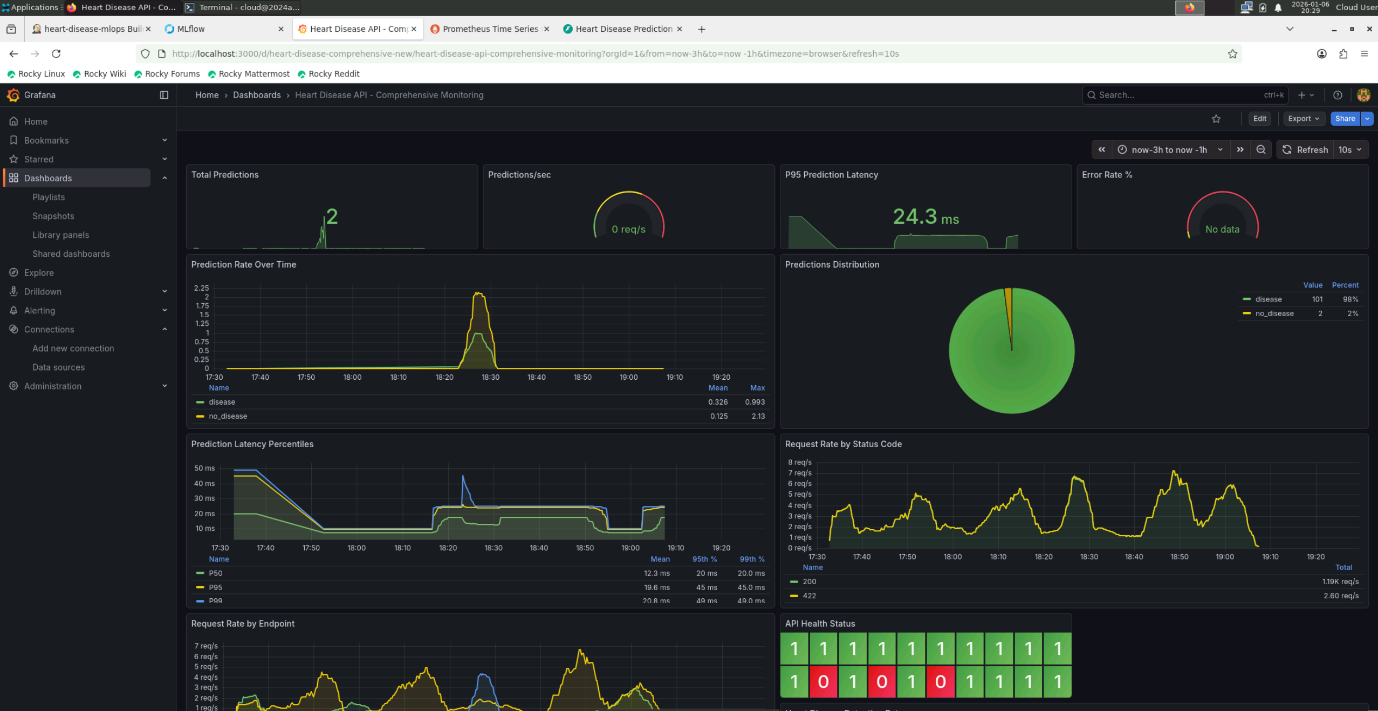 Applications
Heart Disease API - Co...
Terminal - cloud@2024a...
2026-01-06
20:29
Cloud User
heart-disease-mlops Buil
MLflow
Heart Disease API - Comp
Prometheus Time Series
Heart Disease Prediction
http://localhost:3000/d/heart-disease-comprehensive-new/heart-disease-api-comprehensive-monitoring?orgId=1&from=now-3h&to=now -1h&timezone=browser&refresh=10s
Rocky Linux Rocky Wiki Rocky Forums Rocky Mattermost Rocky Reddit
Grafana
Home › Dashboards › Heart Disease API - Comprehensive Monitoring
Search...
ctrl+k
Edit
Export
Share
now-3h to now -1h
Refresh
10s
Home
Bookmarks
Starred
Dashboards
Playlists
Snapshots
Library panels
Shared dashboards
Explore
Drilldown
Alerting
Connections
Add new connection
Data sources
Administration
Total Predictions
2
Predictions/sec
0 req/s
P95 Prediction Latency
24.3 ms
Error Rate %
No data
Prediction Rate Over Time
2.25
2
1.75
1.5
1.25
1
0.75
0.5
0.25
0
17:30 17:40 17:50 18:00 18:10 18:20 18:30 18:40 18:50 19:00 19:10 19:20
Name Mean Max
disease 0.326 0.993
no_disease 0.125 2.13
Predictions Distribution
Value Percent
disease 101 98%
no_disease 2 2%
Prediction Latency Percentiles
50 ms
40 ms
30 ms
20 ms
10 ms
17:30 17:40 17:50 18:00 18:10 18:20 18:30 18:40 18:50 19:00 19:10 19:20
Name Mean 95th % 99th %
P50 12.3 ms 20 ms 20.0 ms
P95 19.6 ms 45 ms 45.0 ms
P99 20.8 ms 49 ms 49.0 ms
Request Rate by Status Code
8 req/s
7 req/s
6 req/s
5 req/s
4 req/s
3 req/s
2 req/s
1 req/s
0 req/s
17:30 17:40 17:50 18:00 18:10 18:20 18:30 18:40 18:50 19:00 19:10 19:20
Name Total
200 1.19K req/s
422 2.60 req/s
Request Rate by Endpoint
7 req/s
6 req/s
5 req/s
4 req/s
3 req/s
2 req/s
1 req/s
API Health Status
1 1 1 1 1 1 1 1 1 1
1 0 1 0 1 0 1 1 1 1